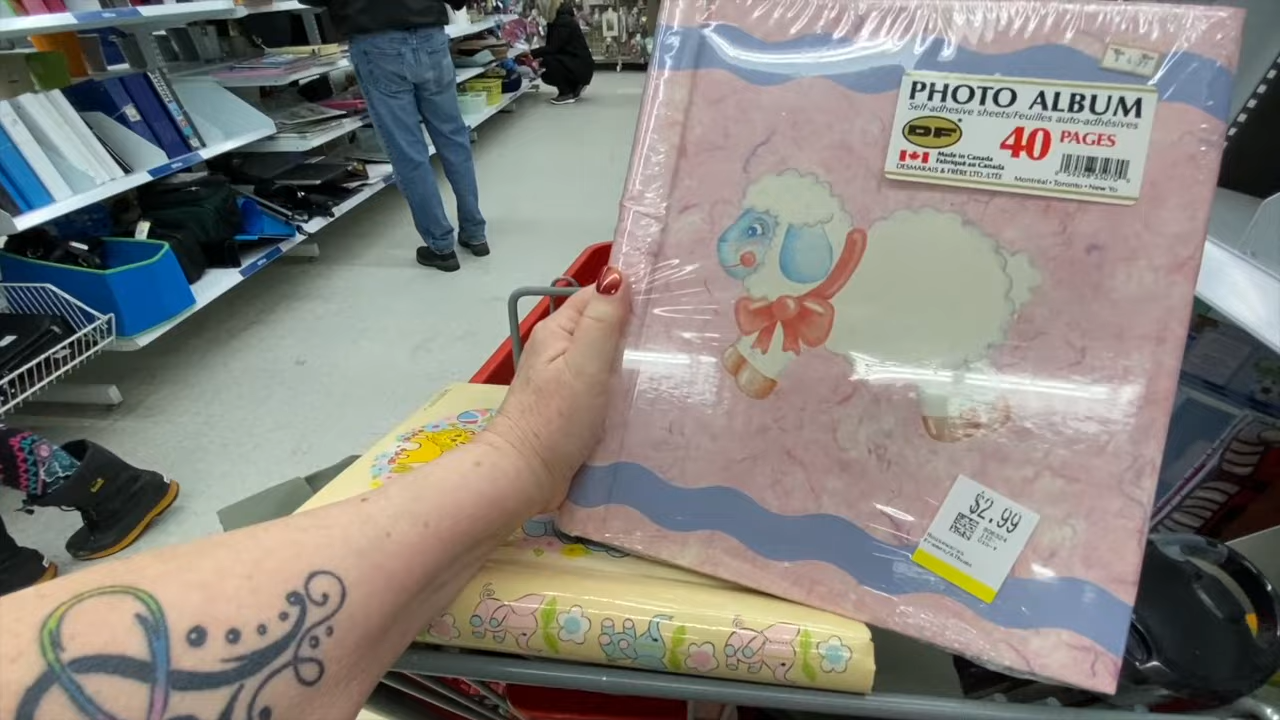 PHOTO ALBUM
Self-adhesive sheets/Feuilles auto-adhésives
DF
40 PAGES
Made in Canada
Fabriqué au Canada
DESMARAIS & FRÈRE LTD./LTÉE
Montréal • Toronto • New Yo
$2.99